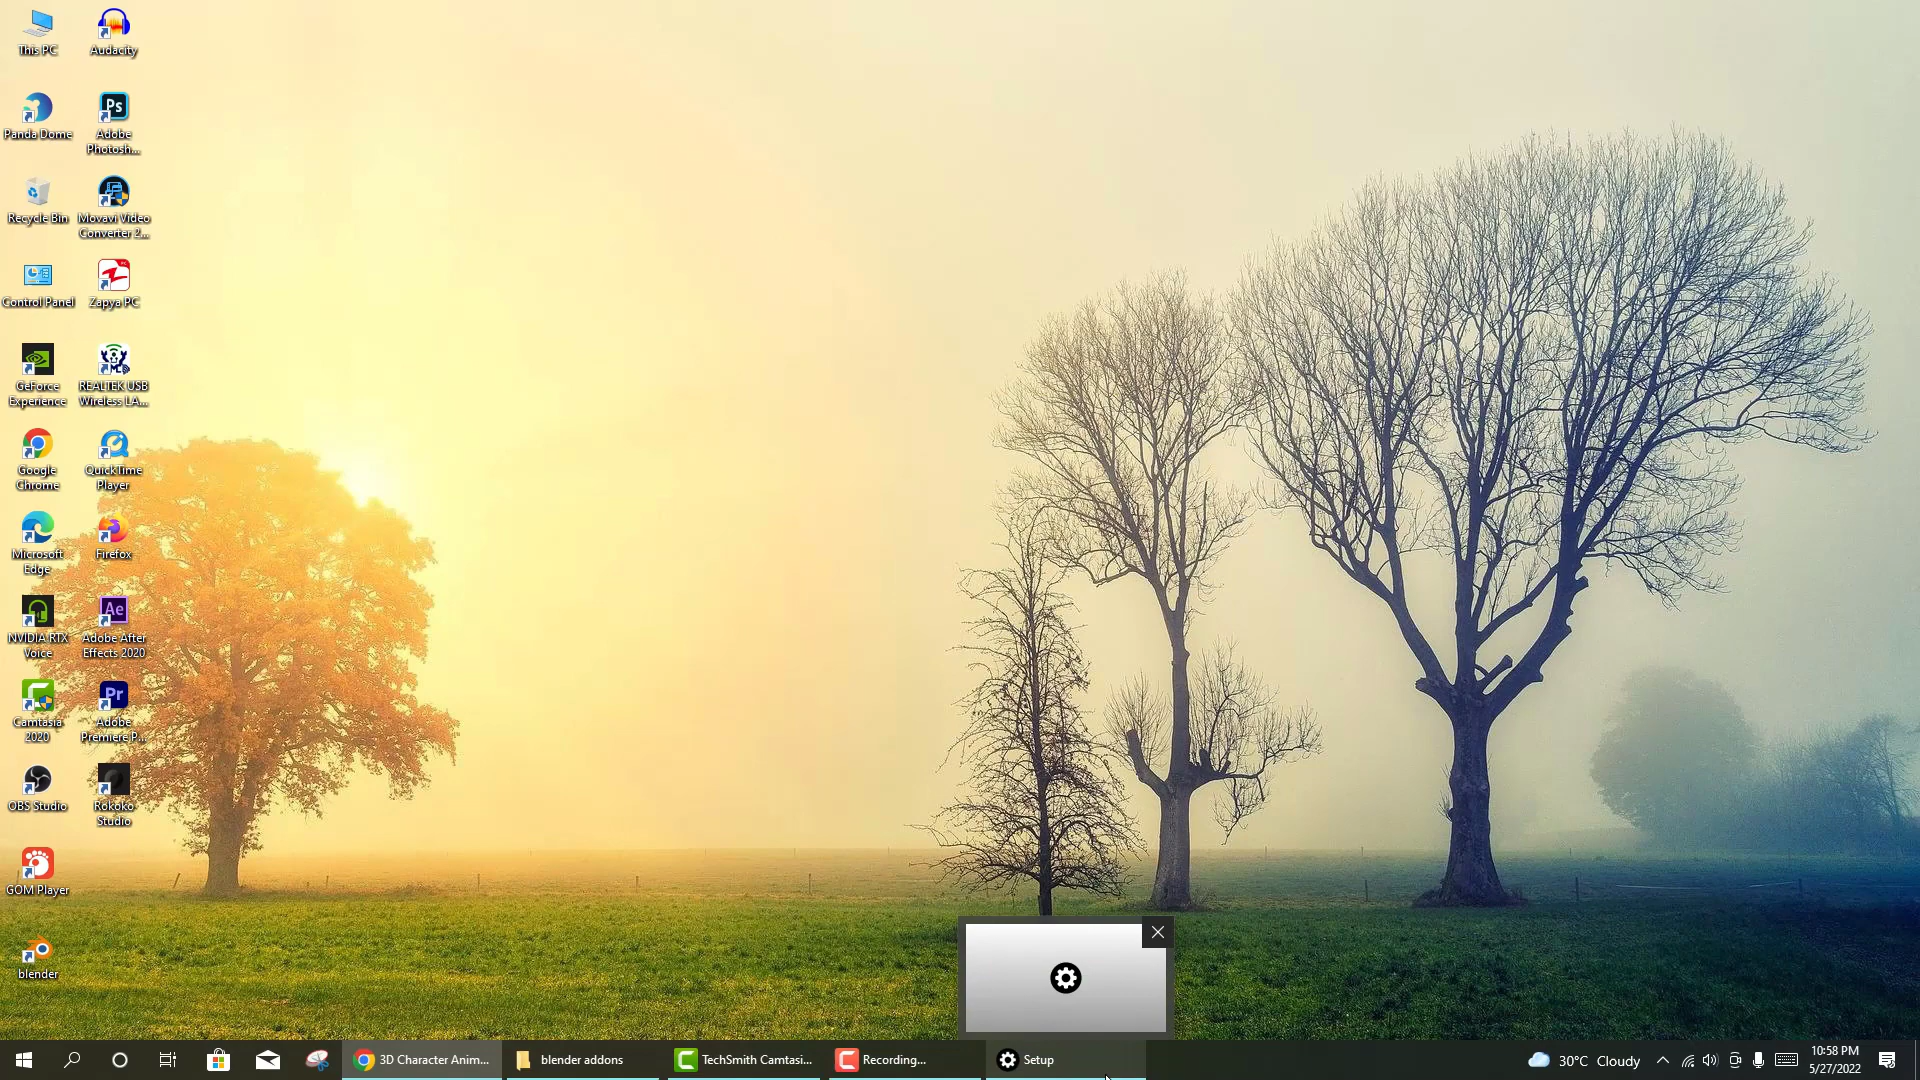 This PC
Audacity
Panda Dome
Adobe
Photosh...
Recycle Bin
Movavi Video
Converter 2...
Control Panel
Zapya PC
GeForce
Experience
REALTEK USB
Wireless LA...
Google
Chrome
QuickTime
Player
Microsoft
Edge
Firefox
NVIDIA RTX
Voice
Adobe After
Effects 2020
Camtasia
2020
Adobe
Premiere P...
OBS Studio
Rokoko
Studio
GOM Player
blender
3D Character Anim...
blender addons
TechSmith Camtasi...
Recording...
Setup
30°C Cloudy
10:58 PM
5/27/2022